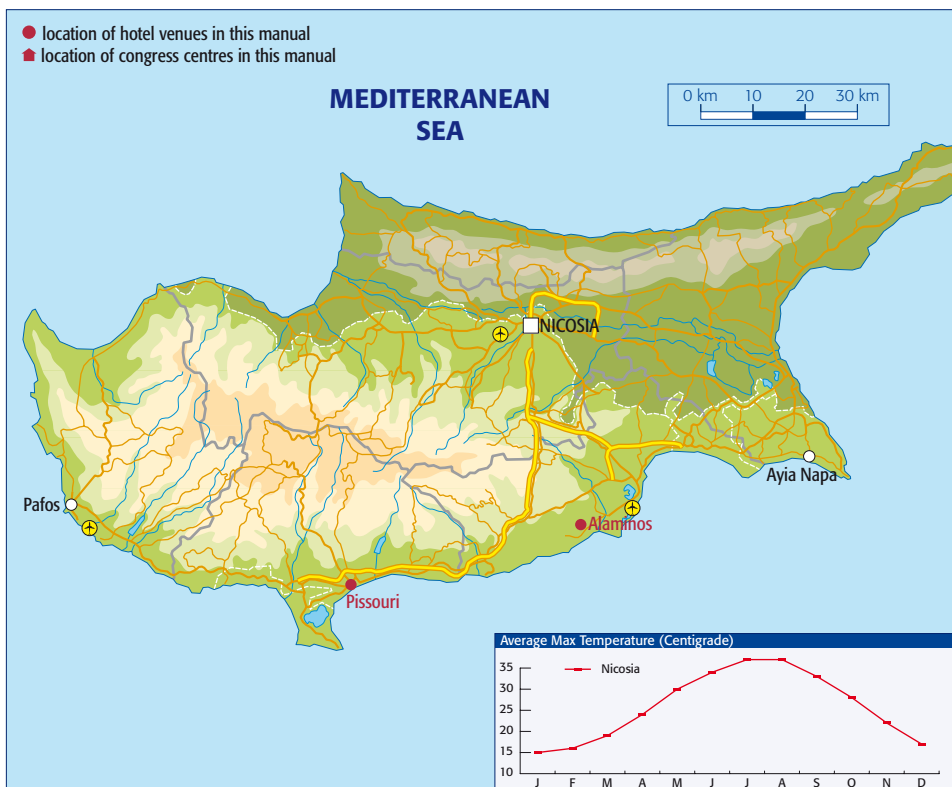 location of hotel venues in this manual
location of congress centres in this manual
MEDITERRANEAN
SEA
0 km 10 20 30 km
NICOSIA
Ayia Napa
Pafos
Alaminos
Pissouri
Average Max Temperature (Centigrade)
Nicosia
35
30
25
20
15
10
J F M A M J J A S O N D